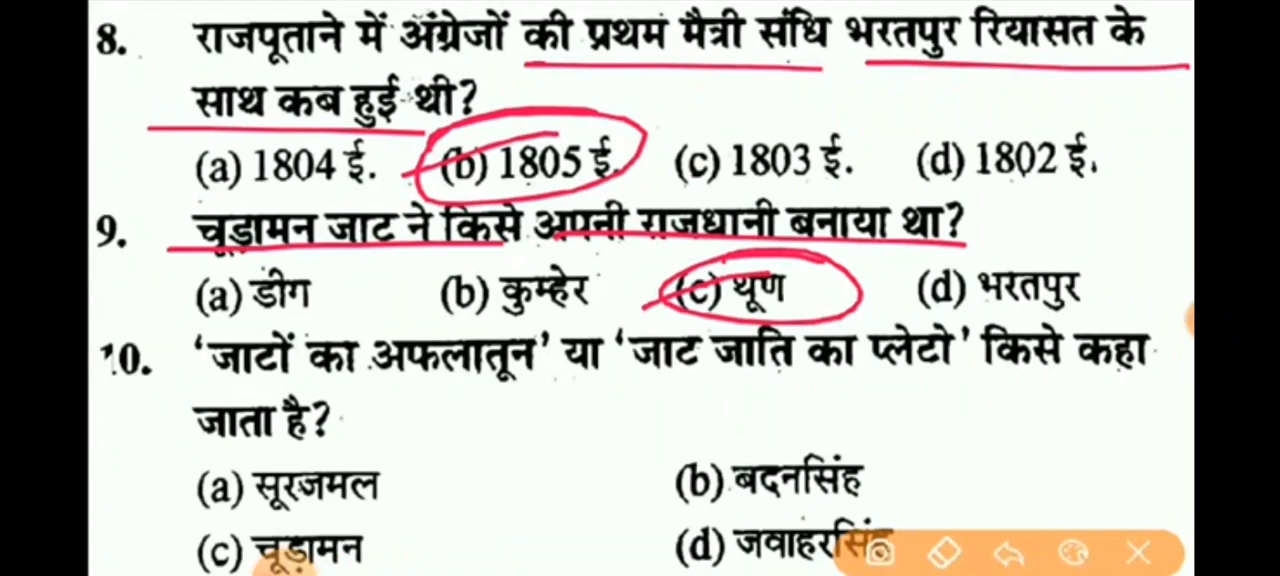 8. राजपूताने में अंग्रेजों की प्रथम मैत्री संधि भरतपुर रियासत के
साथ कब हुई थी?
(a) 1804 ई. (b) 1805 ई. (c) 1803 ई. (d) 1802 ई.
9. चूड़ामन जाट ने किसे अपनी राजधानी बनाया था?
(a) डीग (b) कुम्हेर (c) थूण (d) भरतपुर
10. ‘जाटों का अफलातून’ या ‘जाट जाति का प्लेटो’ किसे कहा
जाता है?
(a) सूरजमल (b) बदनसिंह
(c) चूड़ामन (d) जवाहरसिंह